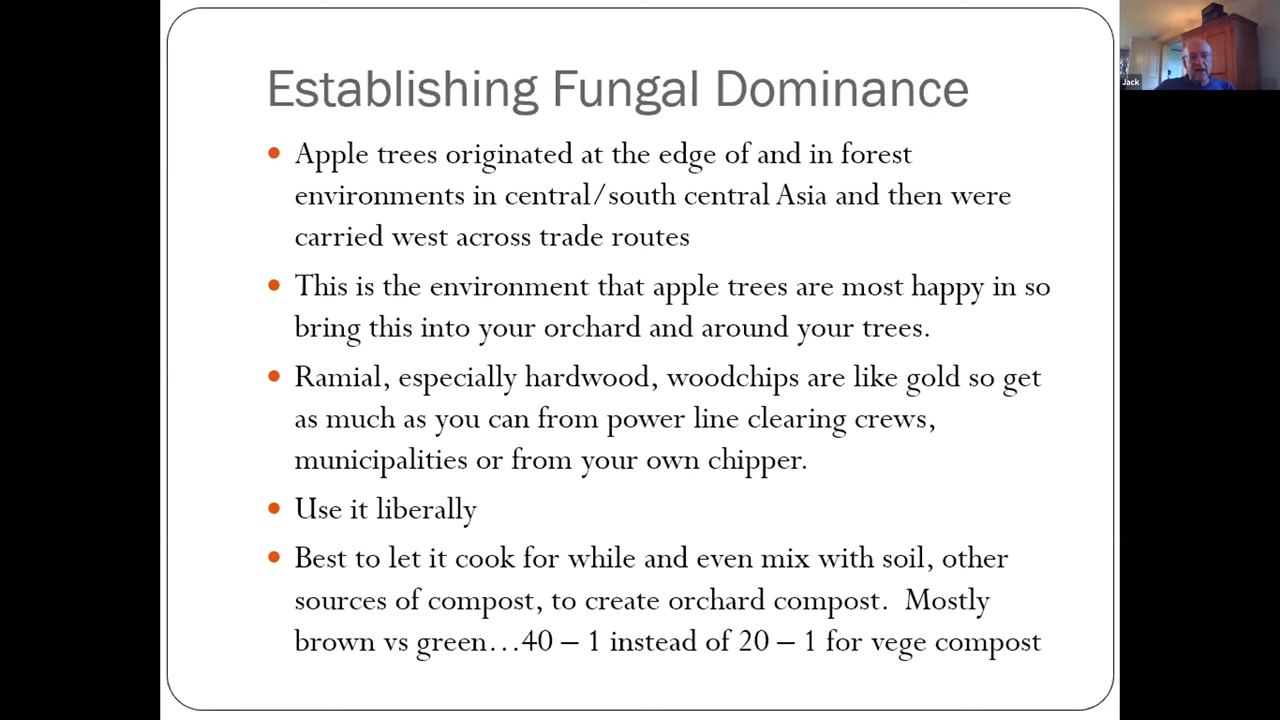 Establishing Fungal Dominance
• Apple trees originated at the edge of and in forest
environments in central/south central Asia and then were
carried west across trade routes
• This is the environment that apple trees are most happy in so
bring this into your orchard and around your trees.
• Ramial, especially hardwood, woodchips are like gold so get
as much as you can from power line clearing crews,
municipalities or from your own chipper.
• Use it liberally
• Best to let it cook for while and even mix with soil, other
sources of compost, to create orchard compost.  Mostly
brown vs green…40 – 1 instead of 20 – 1 for vege compost
Jack